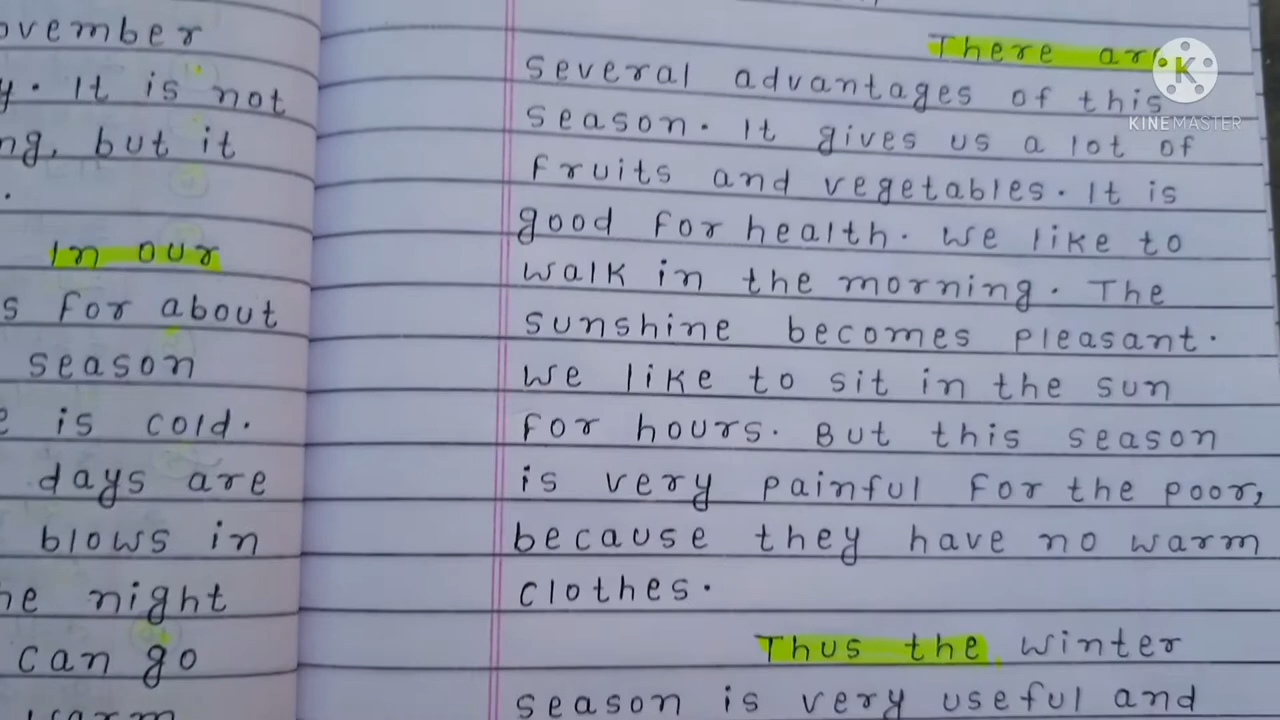 ovember
y. It is not
ng, but it
.
In our
s for about
season
e is cold.
days are
blows in
he night
can go
warm
There are
several advantages of this
season. It gives us a lot of
fruits and vegetables. It is
good for health. We like to
walk in the morning. The
sunshine becomes pleasant.
We like to sit in the sun
for hours. But this season
is very painful for the poor,
because they have no warm
clothes.
Thus the winter
season is very useful and
K
KINEMASTER